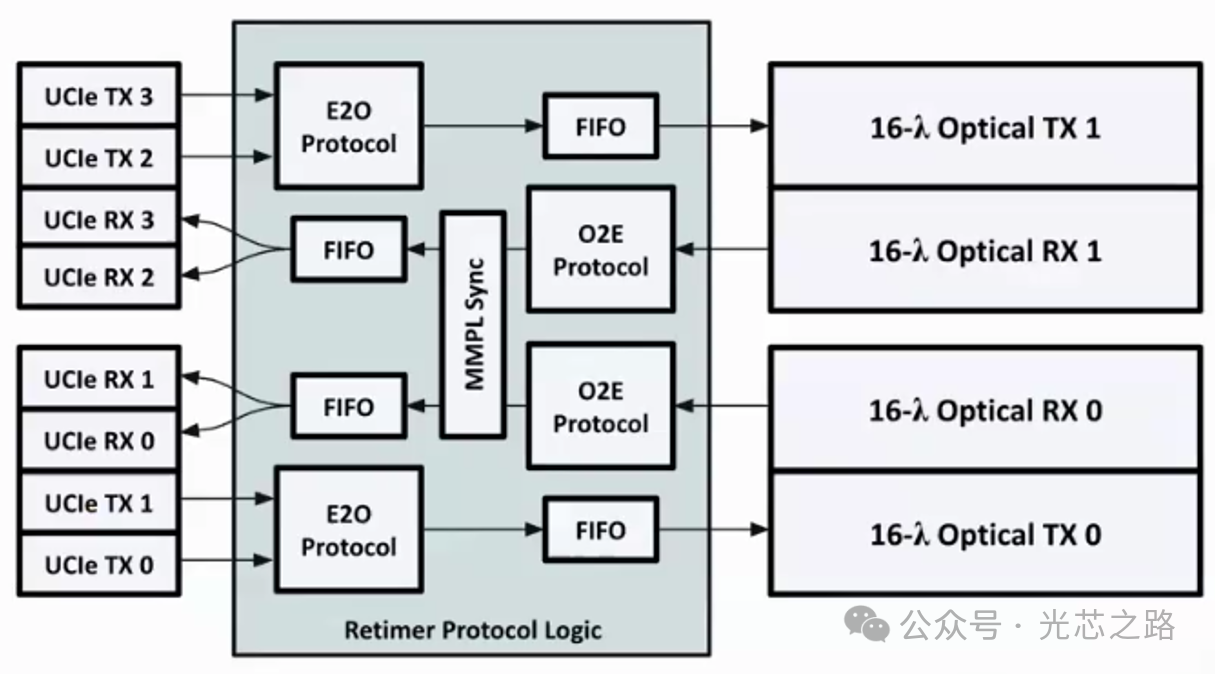 UCIe TX 3
UCIe TX 2
UCIe RX 3
UCIe RX 2
UCIe RX 1
UCIe RX 0
UCIe TX 1
UCIe TX 0
E2O
Protocol
FIFO
O2E
Protocol
FIFO
MMPL Sync
O2E
Protocol
FIFO
E2O
Protocol
FIFO
Retimer Protocol Logic
16-λ Optical TX 1
16-λ Optical RX 1
16-λ Optical RX 0
16-λ Optical TX 0
公众号 · 光芯之路